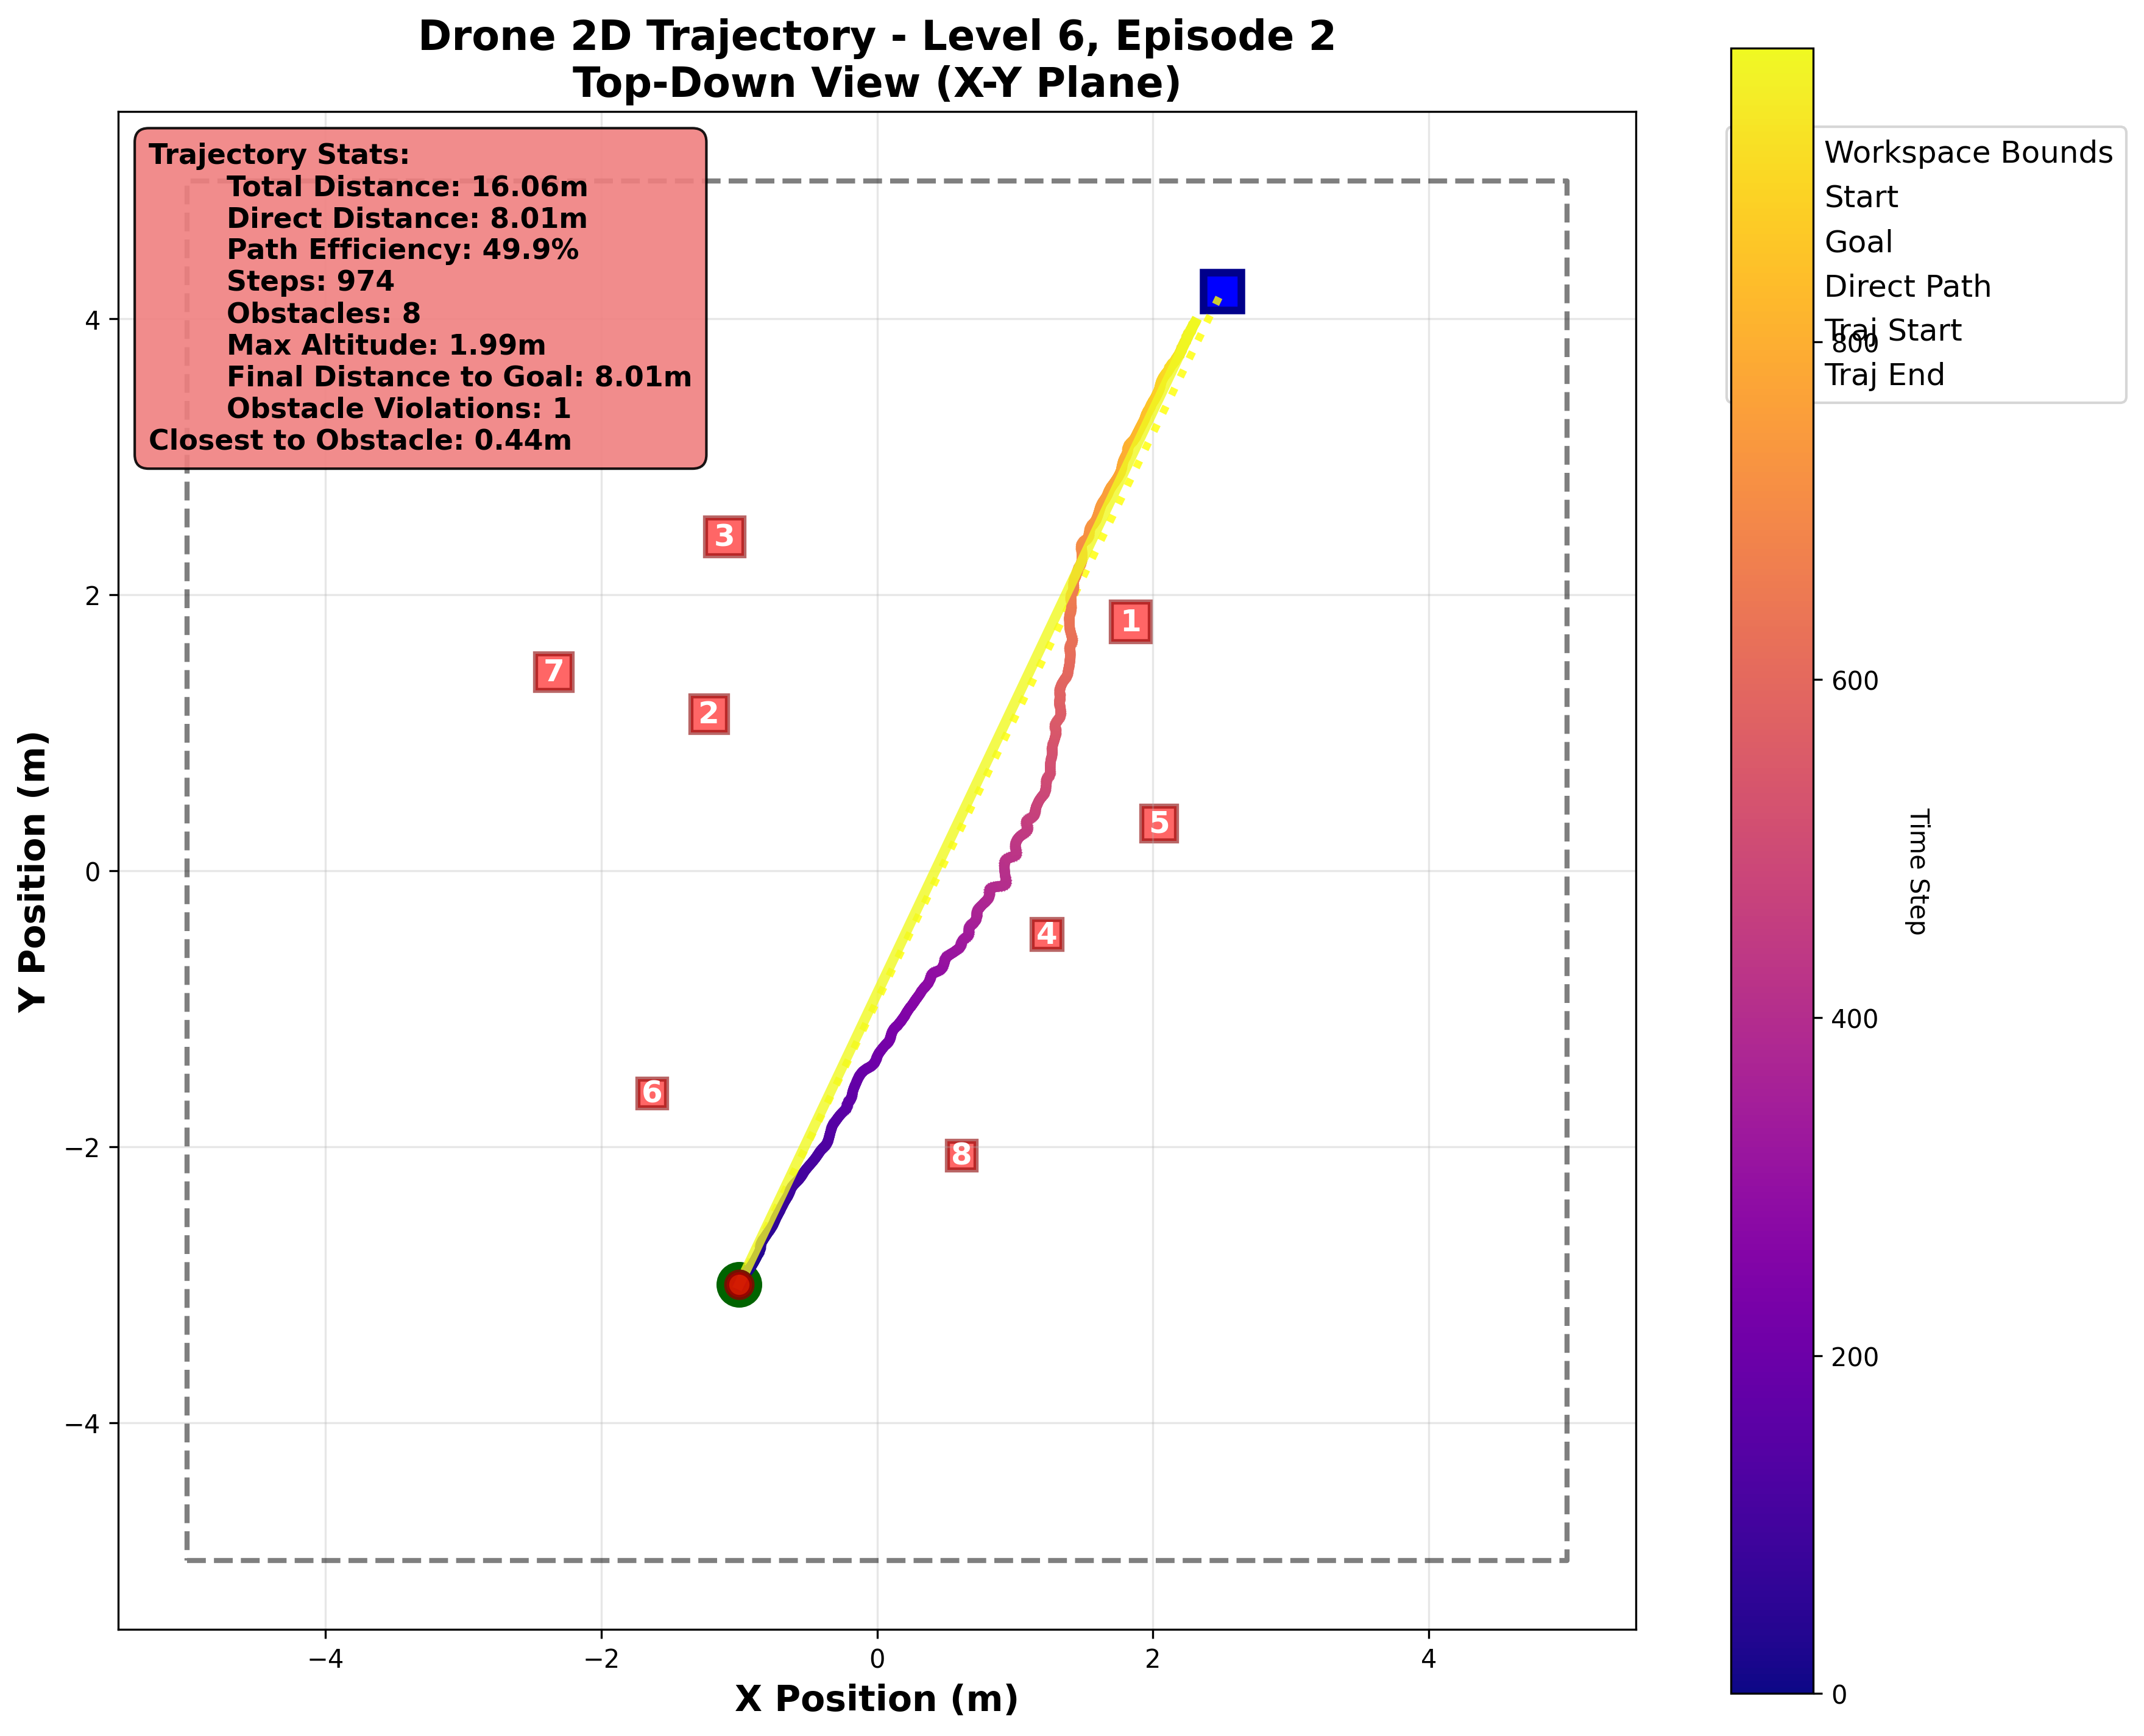 Drone 2D Trajectory - Level 6, Episode 2
Top-Down View (X-Y Plane)
Trajectory Stats:
Total Distance: 16.06m
Direct Distance: 8.01m
Path Efficiency: 49.9%
Steps: 974
Obstacles: 8
Max Altitude: 1.99m
Final Distance to Goal: 8.01m
Obstacle Violations: 1
Closest to Obstacle: 0.44m
Workspace Bounds
Start
Goal
Direct Path
Traj Start
Traj End
800
600
400
200
0
Time Step
3
1
7
2
5
4
6
8
4
2
0
−2
−4
Y Position (m)
−4
−2
0
2
4
X Position (m)